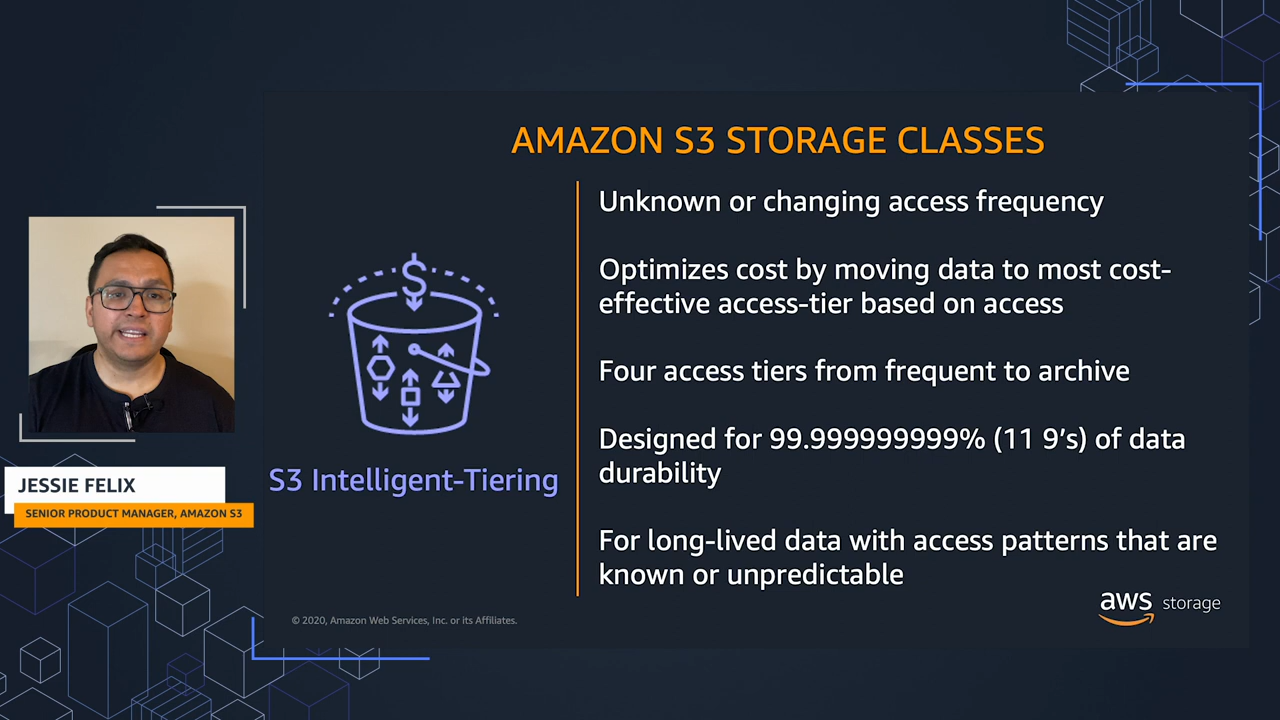 AMAZON S3 STORAGE CLASSES
Unknown or changing access frequency
Optimizes cost by moving data to most cost-
effective access-tier based on access
Four access tiers from frequent to archive
Designed for 99.999999999% (11 9's) of data
durability
For long-lived data with access patterns that are
known or unpredictable
$
S3 Intelligent-Tiering
JESSIE FELIX
SENIOR PRODUCT MANAGER, AMAZON S3
© 2020, Amazon Web Services, Inc. or its Affiliates.
aws storage